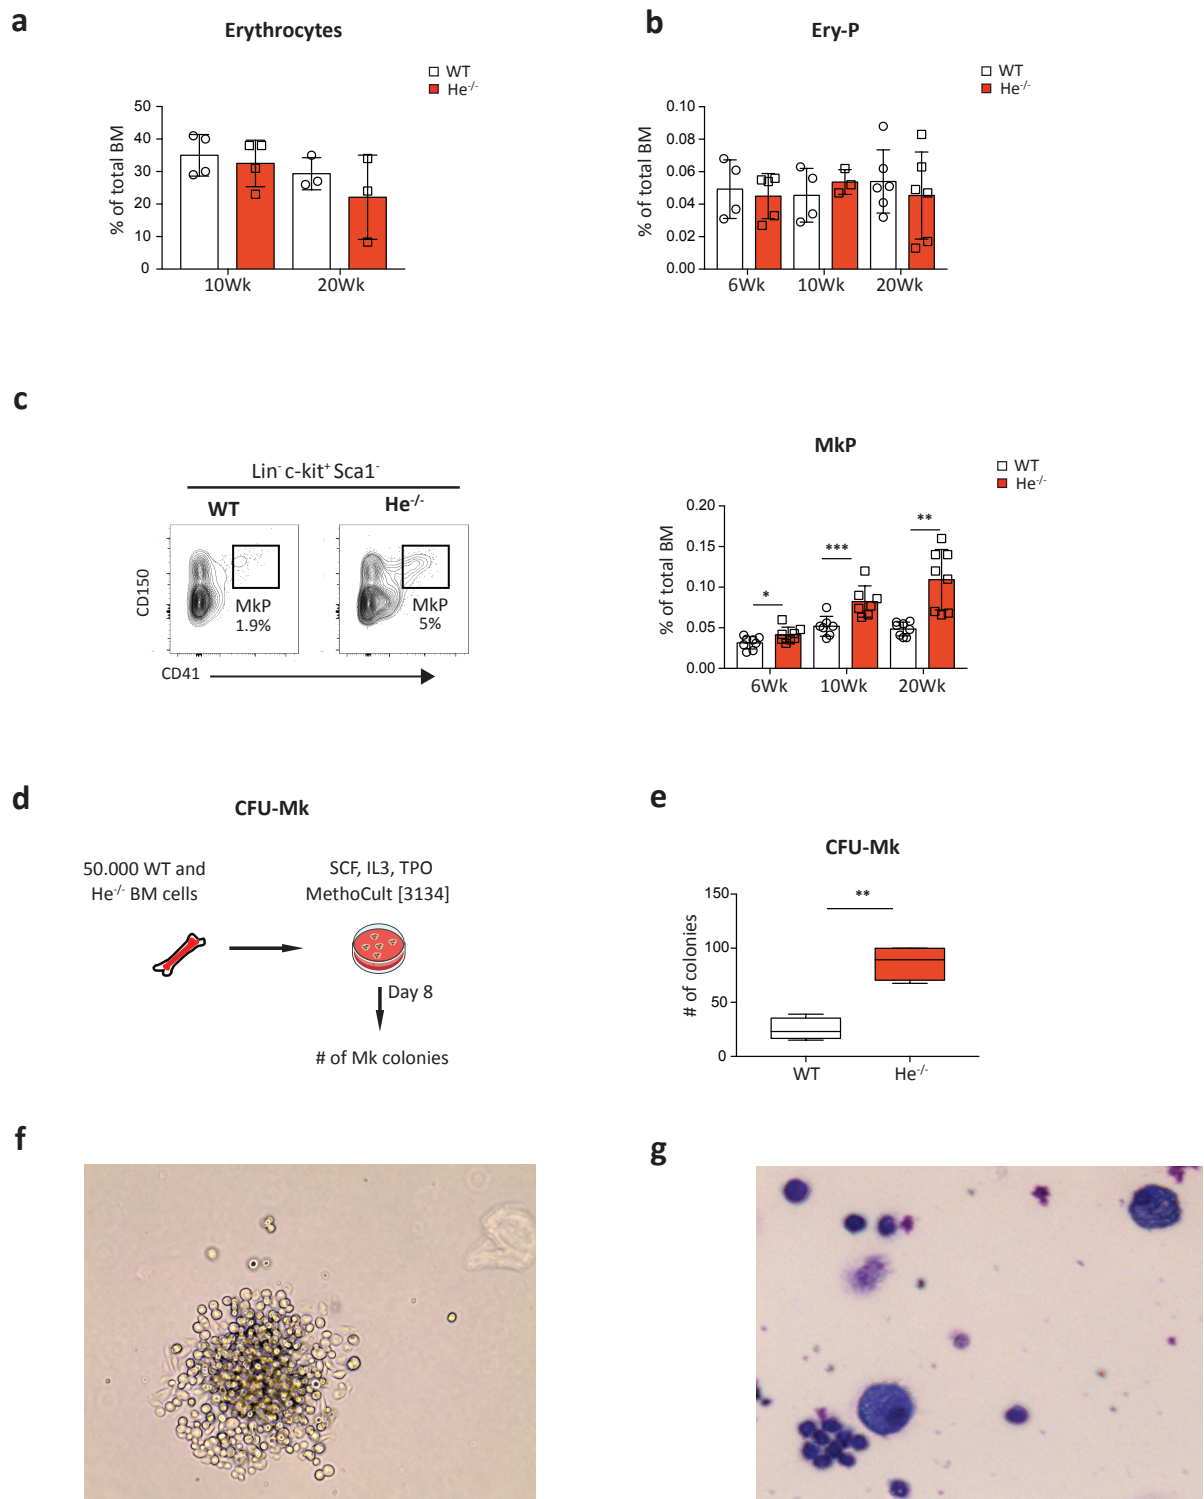 a
Erythrocytes
WT
He-/-
% of total BM
50
40
30
20
10
0
10Wk
20Wk
b
Ery-P
WT
He-/-
% of total BM
0.10
0.08
0.06
0.04
0.02
0.00
6Wk
10Wk
20Wk
c
Lin- c-kit+ Sca1-
WT
He-/-
CD150
MkP
1.9%
MkP
5%
CD41
MkP
WT
He-/-
% of total BM
0.20
0.15
0.10
0.05
0.00
*
***
**
6Wk
10Wk
20Wk
d
CFU-Mk
50.000 WT and
He-/- BM cells
SCF, IL3, TPO
MethoCult [3134]
Day 8
# of Mk colonies
e
CFU-Mk
# of colonies
150
100
50
0
**
WT
He-/-
f
g